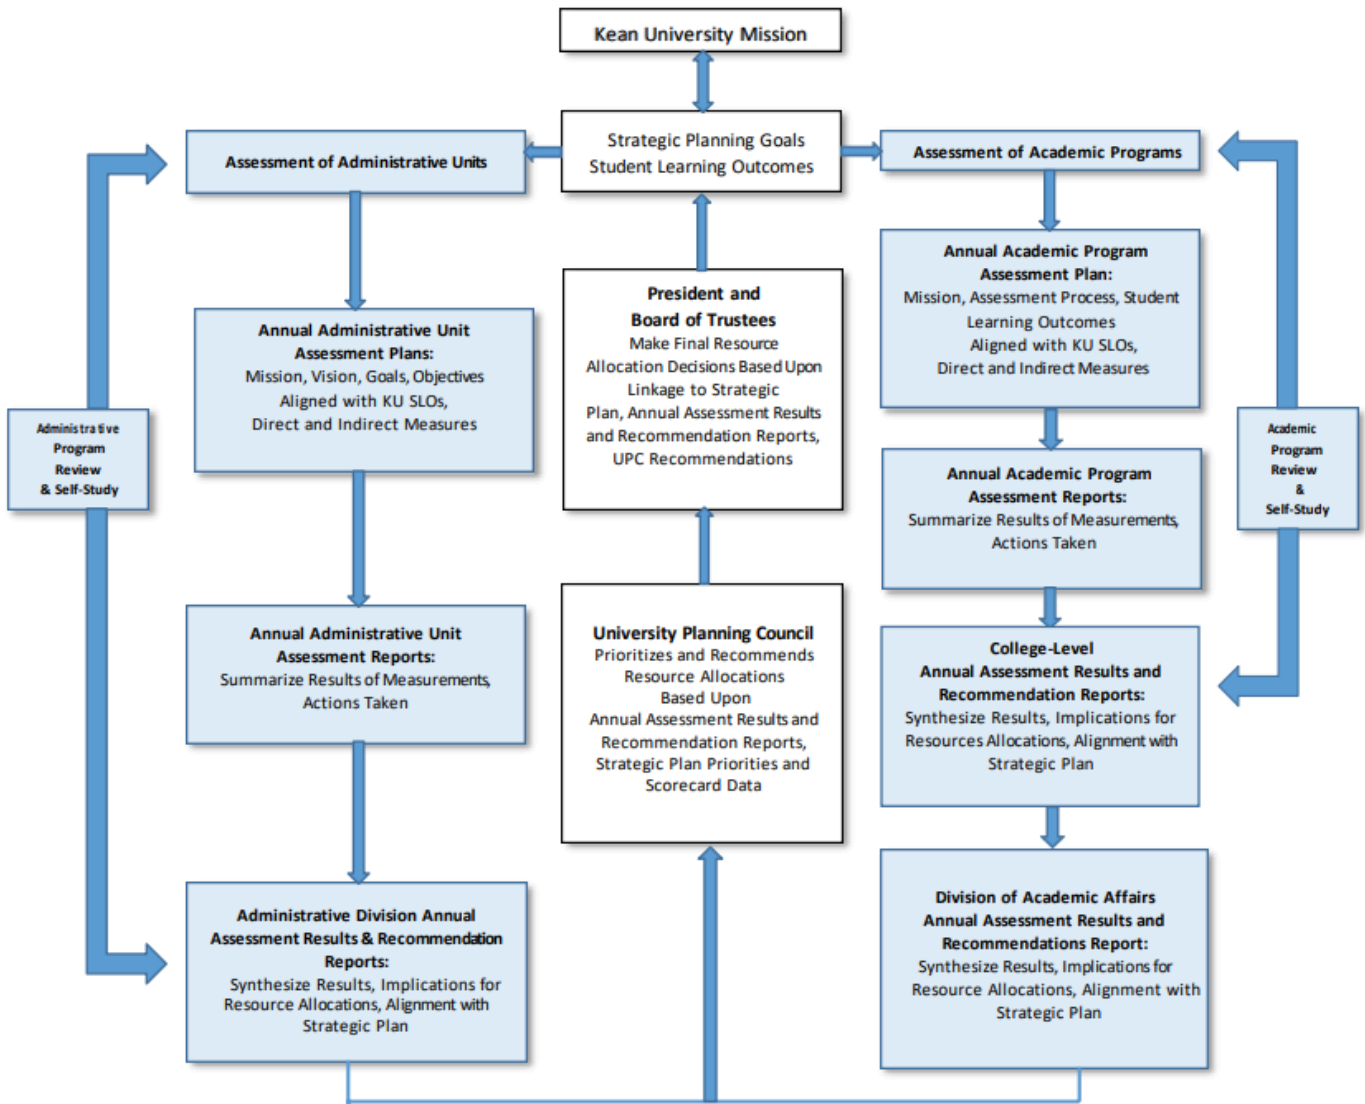 Kean University Mission
Strategic Planning Goals
Student Learning Outcomes
Assessment of Administrative Units
Assessment of Academic Programs
Annual Administrative Unit
Assessment Plans:
Mission, Vision, Goals, Objectives
Aligned with KU SLOs,
Direct and Indirect Measures
President and
Board of Trustees
Make Final Resource
Allocation Decisions Based Upon
Linkage to Strategic
Plan, Annual Assessment Results
and Recommendation Reports,
UPC Recommendations
Annual Academic Program
Assessment Plan:
Mission, Assessment Process, Student
Learning Outcomes
Aligned with KU SLOs,
Direct and Indirect Measures
Administrative
Program
Review
& Self-Study
Annual Academic Program
Assessment Reports:
Summarize Results of Measurements,
Actions Taken
Academic
Program
Review
&
Self-Study
Annual Administrative Unit
Assessment Reports:
Summarize Results of Measurements,
Actions Taken
University Planning Council
Prioritizes and Recommends
Resource Allocations
Based Upon
Annual Assessment Results and
Recommendation Reports,
Strategic Plan Priorities and
Scorecard Data
College-Level
Annual Assessment Results and
Recommendation Reports:
Synthesize Results, Implications for
Resources Allocations, Alignment with
Strategic Plan
Administrative Division Annual
Assessment Results & Recommendation
Reports:
Synthesize Results, Implications for
Resource Allocations, Alignment with
Strategic Plan
Division of Academic Affairs
Annual Assessment Results and
Recommendations Report:
Synthesize Results, Implications for
Resource Allocations, Alignment with
Strategic Plan